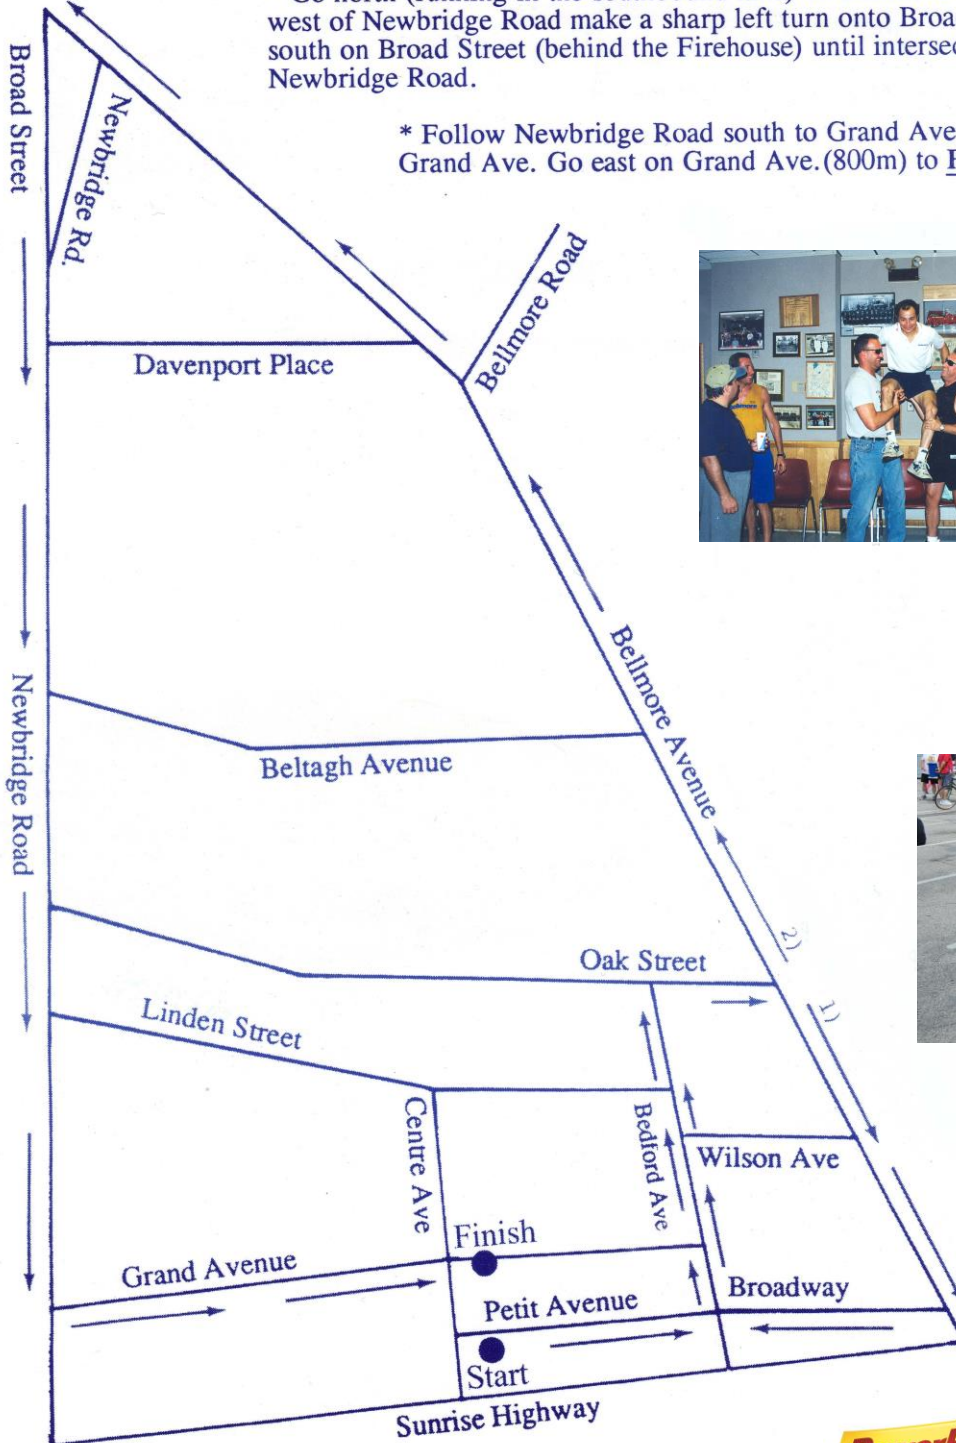 west of Newbridge Road make a sharp left turn onto
south on Broad Street (behind the Firehouse) until
Newbridge Road.
* Follow Newbridge Road south to Grand
Grand Ave. Go east on Grand Ave.(800m) to
Broad Street
Newbridge Rd.
Bellmore Road
Davenport Place
Bellmore Avenue
Newbridge Road
Beltagh Avenue
2)
Oak Street
1)
Linden Street
Centre Ave
Bedford Ave
Wilson Ave
Finish
Grand Avenue
Broadway
Petit Avenue
Start
Sunrise Highway